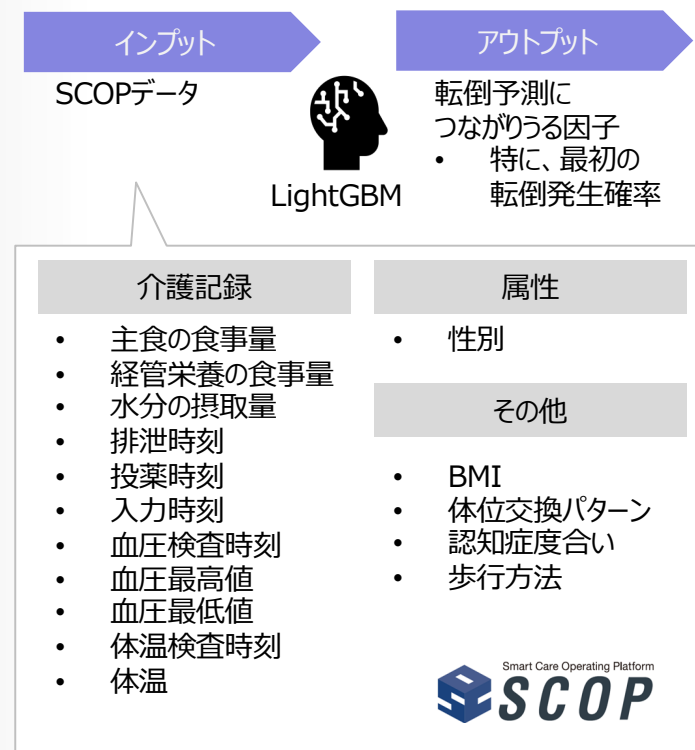 インプット
アウトプット
SCOPデータ
LightGBM
転倒予測に
つながりうる因子
• 特に、最初の
転倒発生確率
介護記録
• 主食の食事量
• 経管栄養の食事量
• 水分の摂取量
• 排泄時刻
• 投薬時刻
• 入力時刻
• 血圧検査時刻
• 血圧最高値
• 血圧最低値
• 体温検査時刻
• 体温
属性
• 性別
その他
• BMI
• 体位交換パターン
• 認知症度合い
• 歩行方法
Smart Care Operating Platform
SCOP